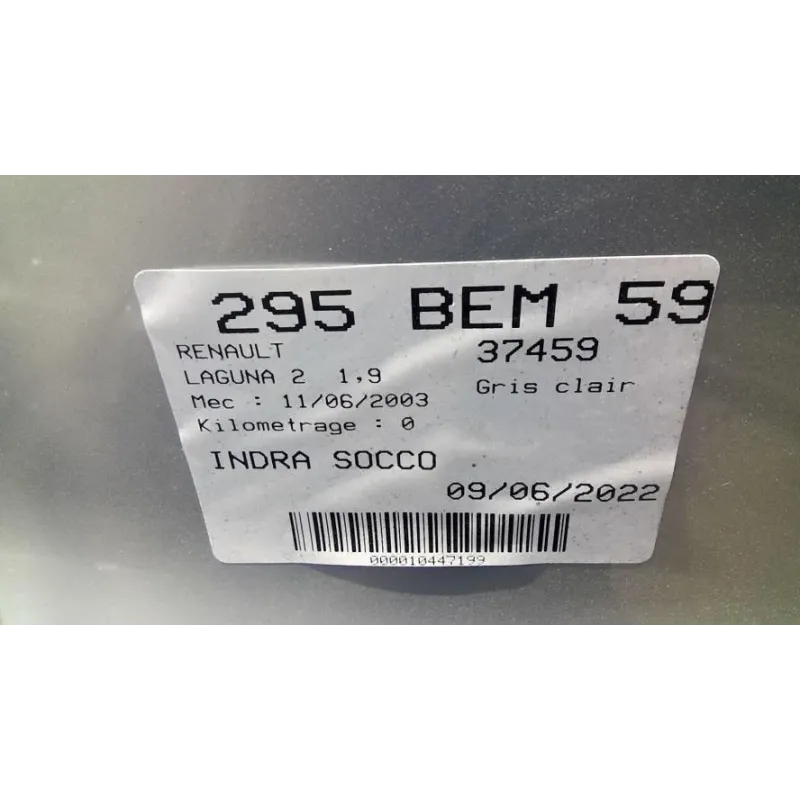 295 BEM 59
RENAULT 37459
LAGUNA 2 1,9 Gris clair
Mec : 11/06/2003
Kilometrage : 0
INDRA SOCCO
09/06/2022
000010447199